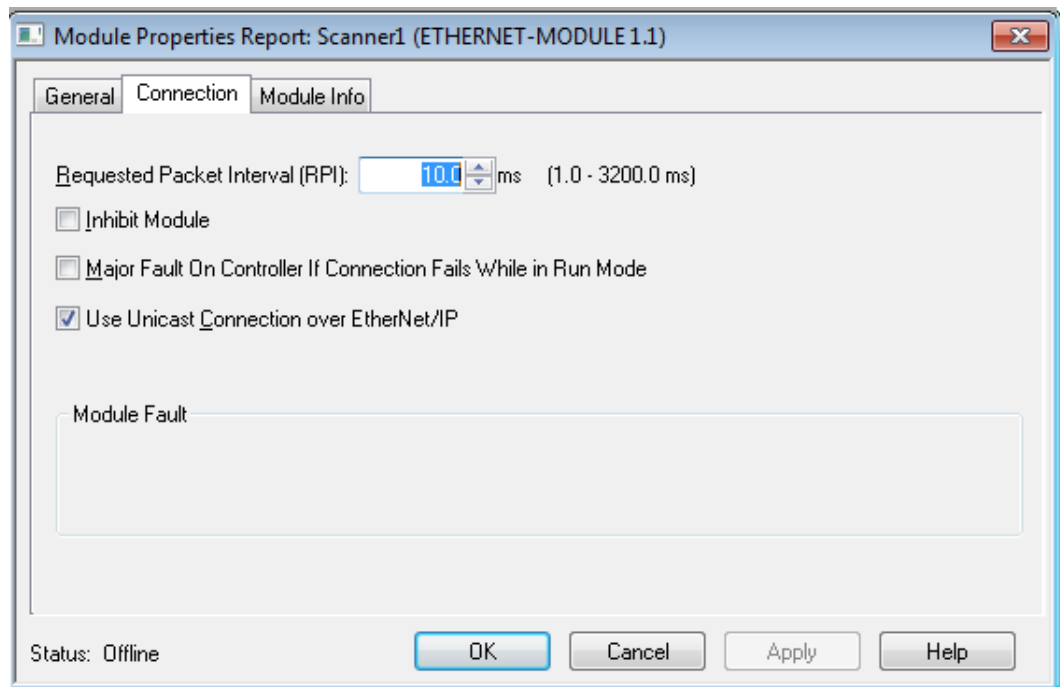 Module Properties Report: Scanner1 (ETHERNET-MODULE 1.1)
General Connection Module Info
Requested Packet Interval (RPI): 10.0 ms (1.0 - 3200.0 ms)
Inhibit Module
Major Fault On Controller If Connection Fails While in Run Mode
Use Unicast Connection over EtherNet/IP
Module Fault
Status: Offline OK Cancel Apply Help